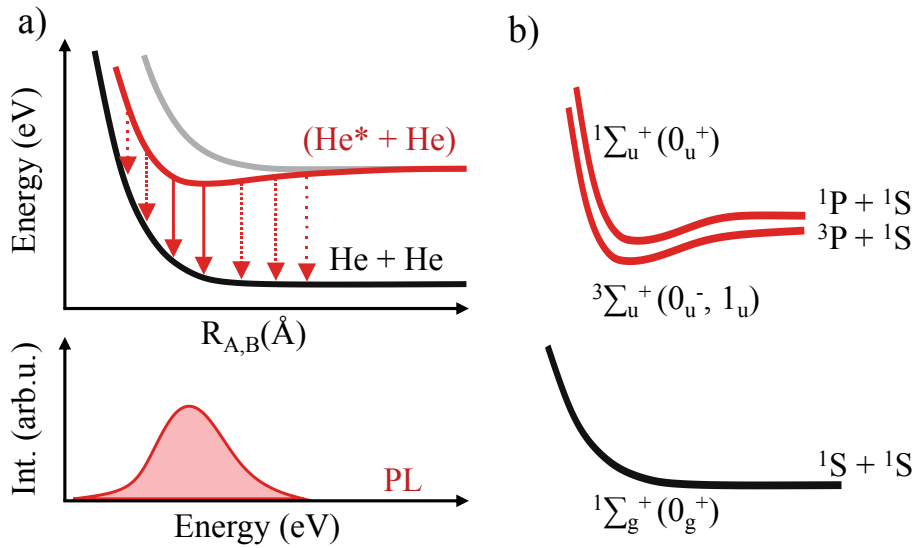 a)
Energy (eV)
(He* + He)
He + He
R_A,B(Å)
Int. (arb.u.)
PL
Energy (eV)
b)
¹∑ᵤ⁺ (0ᵤ⁺)
¹P + ¹S
³P + ¹S
³∑ᵤ⁺ (0ᵤ⁻, 1ᵤ)
¹S + ¹S
¹∑g⁺ (0g⁺)